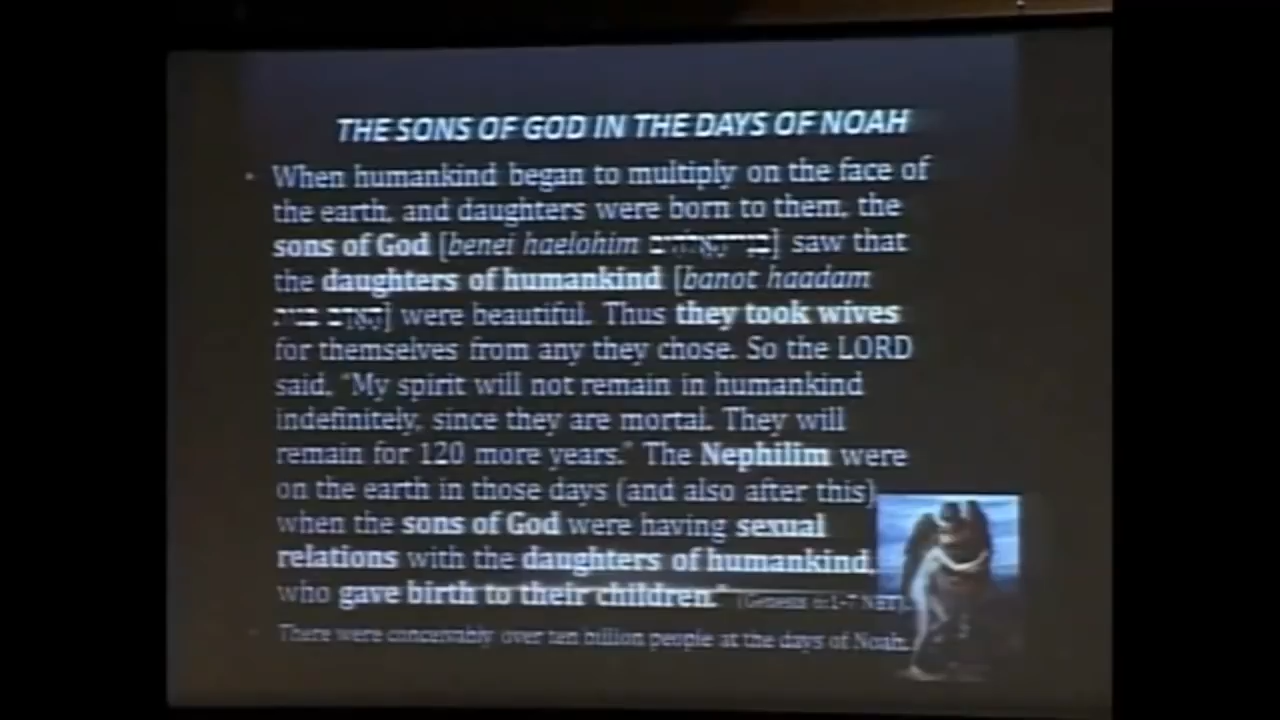 THE SONS OF GOD IN THE DAYS OF NOAH
When humankind began to multiply on the face of
the earth, and daughters were born to them, the
sons of God [benei haelohim] saw that
the daughters of humankind [banot haadam
] were beautiful. Thus they took wives
for themselves from any they chose. So the LORD
said, "My spirit will not remain in humankind
indefinitely, since they are mortal. They will
remain for 120 more years." The Nephilim were
on the earth in those days (and also after this)
when the sons of God were having sexual
relations with the daughters of humankind,
who gave birth to their children." (Genesis 6:1-7 NET).
There were conceivably over ten billion people at the days of Noah.